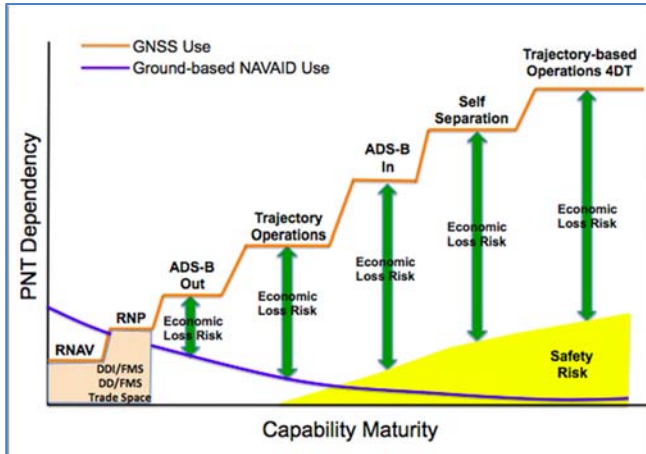 GNSS Use
Ground-based NAVAID Use
Trajectory-based
Operations 4DT
Self
Separation
ADS-B
In
Trajectory
Operations
ADS-B
Out
RNP
RNAV
Economic
Loss Risk
Economic
Loss Risk
Economic
Loss Risk
Economic
Loss Risk
Economic
Loss Risk
DDI/FMS
DD/FMS
Trade Space
Safety
Risk
PNT Dependency
Capability Maturity